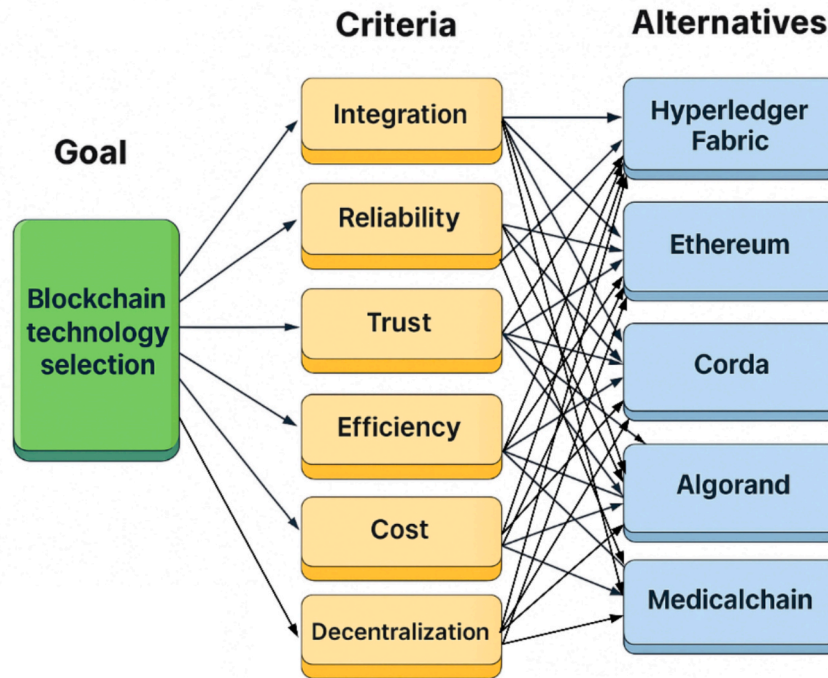 Criteria
Alternatives
Goal
Blockchain
technology
selection
Integration
Reliability
Trust
Efficiency
Cost
Decentralization
Hyperledger
Fabric
Ethereum
Corda
Algorand
Medicalchain